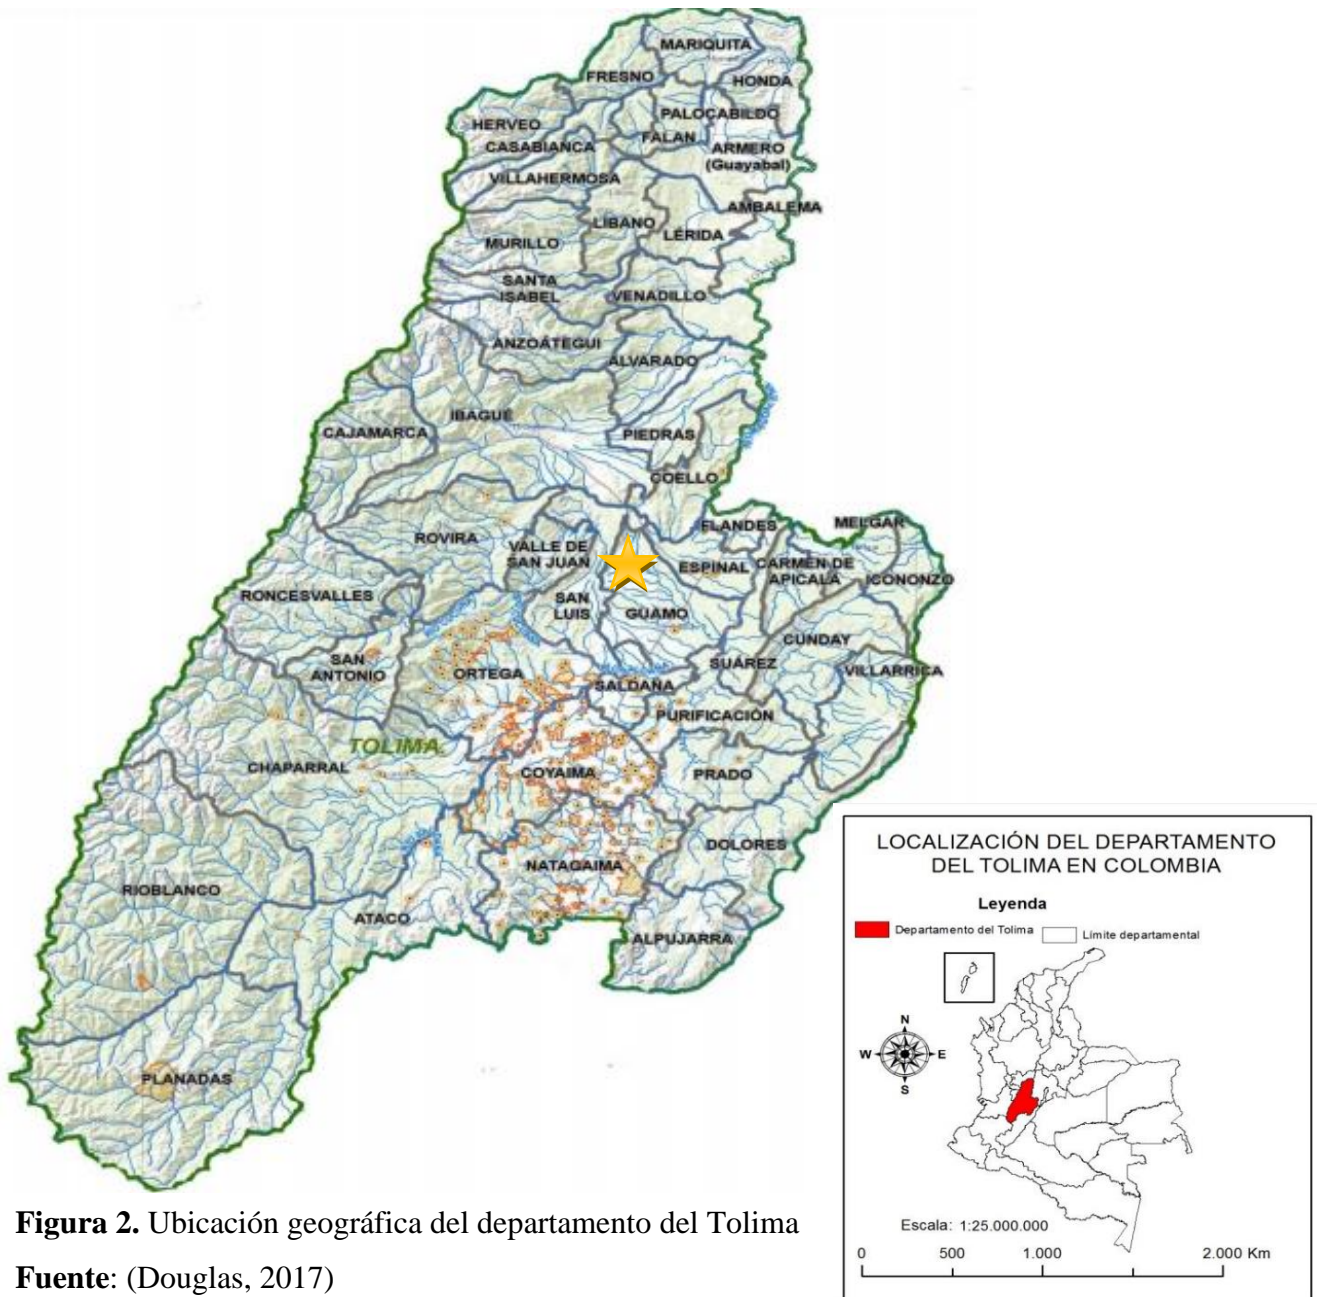 MARIQUITA
FRESNO
HONDA
PALOCABILDO
HERVEO
FALAN
CASABIANCA
ARMERO
(Guayabal)
VILLAHERMOSA
AMBALEMA
LIBANO
LÉRIDA
MURILLO
SANTA
ISABEL
VENADILLO
ANZOÁTEGUI
ALVARADO
IBAGUÉ
CAJAMARCA
PIEDRAS
COELLO
FLANDES
MELGAR
ROVIRA
VALLE DE
SAN JUAN
ESPINAL
CARMEN DE
APICALÁ
ICONONZO
RONCESVALLES
SAN
LUIS
GUAMO
CUNDAY
SAN
ANTONIO
ORTEGA
SUÁREZ
VILLARRICA
SALDAÑA
PURIFICACIÓN
TOLIMA
CHAPARRAL
COYAIMA
PRADO
DOLORES
NATAGAIMA
RIOBLANCO
ATACO
ALPUJARRA
PLANADAS
LOCALIZACIÓN DEL DEPARTAMENTO
DEL TOLIMA EN COLOMBIA
Leyenda
Departamento del Tolima
Límite departamental
N
W
E
S
Escala: 1:25.000.000
0 500 1.000 2.000 Km
Figura 2. Ubicación geográfica del departamento del Tolima
Fuente: (Douglas, 2017)